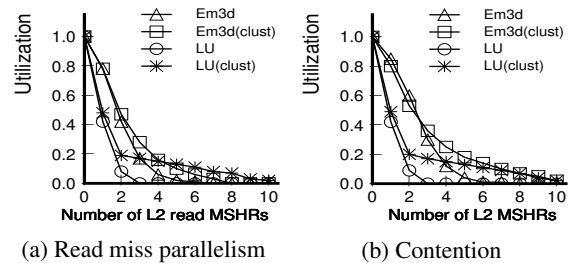 Utilization
1.0
0.8
0.6
0.4
0.2
0.0
0 2 4 6 8 10
Number of L2 read MSHRs
Em3d
Em3d(clust)
LU
LU(clust)
(a) Read miss parallelism
Utilization
1.0
0.8
0.6
0.4
0.2
0.0
0 2 4 6 8 10
Number of L2 MSHRs
Em3d
Em3d(clust)
LU
LU(clust)
(b) Contention